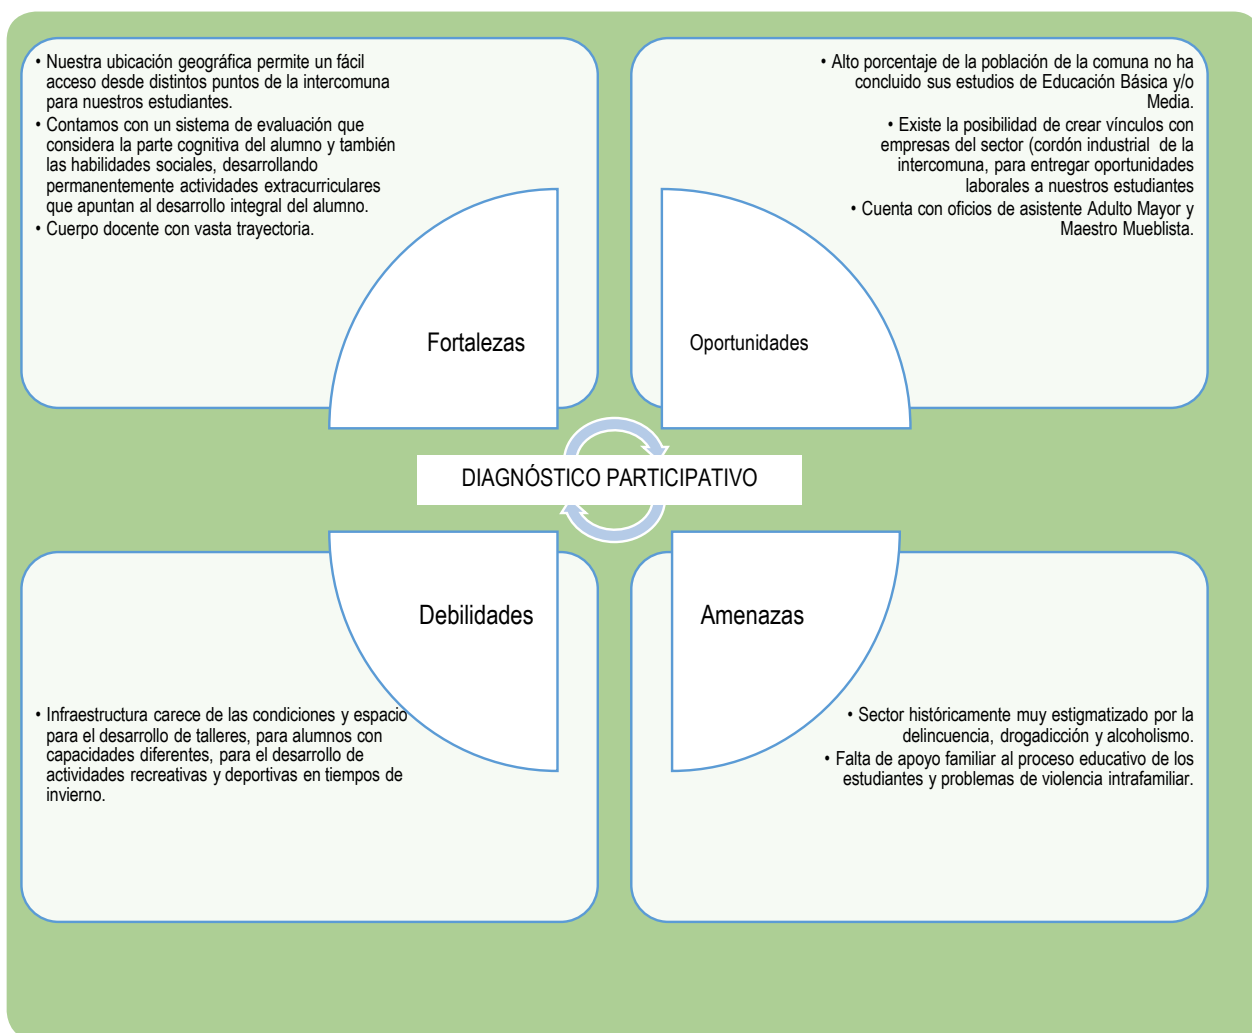 • Nuestra ubicación geográfica permite un fácil
acceso desde distintos puntos de la intercomuna
para nuestros estudiantes.
• Contamos con un sistema de evaluación que
considera la parte cognitiva del alumno y también
las habilidades sociales, desarrollando
permanentemente actividades extracurriculares
que apuntan al desarrollo integral del alumno.
• Cuerpo docente con vasta trayectoria.
Fortalezas
• Alto porcentaje de la población de la comuna no ha
concluido sus estudios de Educación Básica y/o
Media.
• Existe la posibilidad de crear vínculos con
empresas del sector (cordón industrial de la
intercomuna, para entregar oportunidades
laborales a nuestros estudiantes
• Cuenta con oficios de asistente Adulto Mayor y
Maestro Mueblista.
Oportunidades
DIAGNÓSTICO PARTICIPATIVO
Debilidades
• Infraestructura carece de las condiciones y espacio
para el desarrollo de talleres, para alumnos con
capacidades diferentes, para el desarrollo de
actividades recreativas y deportivas en tiempos de
invierno.
Amenazas
• Sector históricamente muy estigmatizado por la
delincuencia, drogadicción y alcoholismo.
• Falta de apoyo familiar al proceso educativo de los
estudiantes y problemas de violencia intrafamiliar.